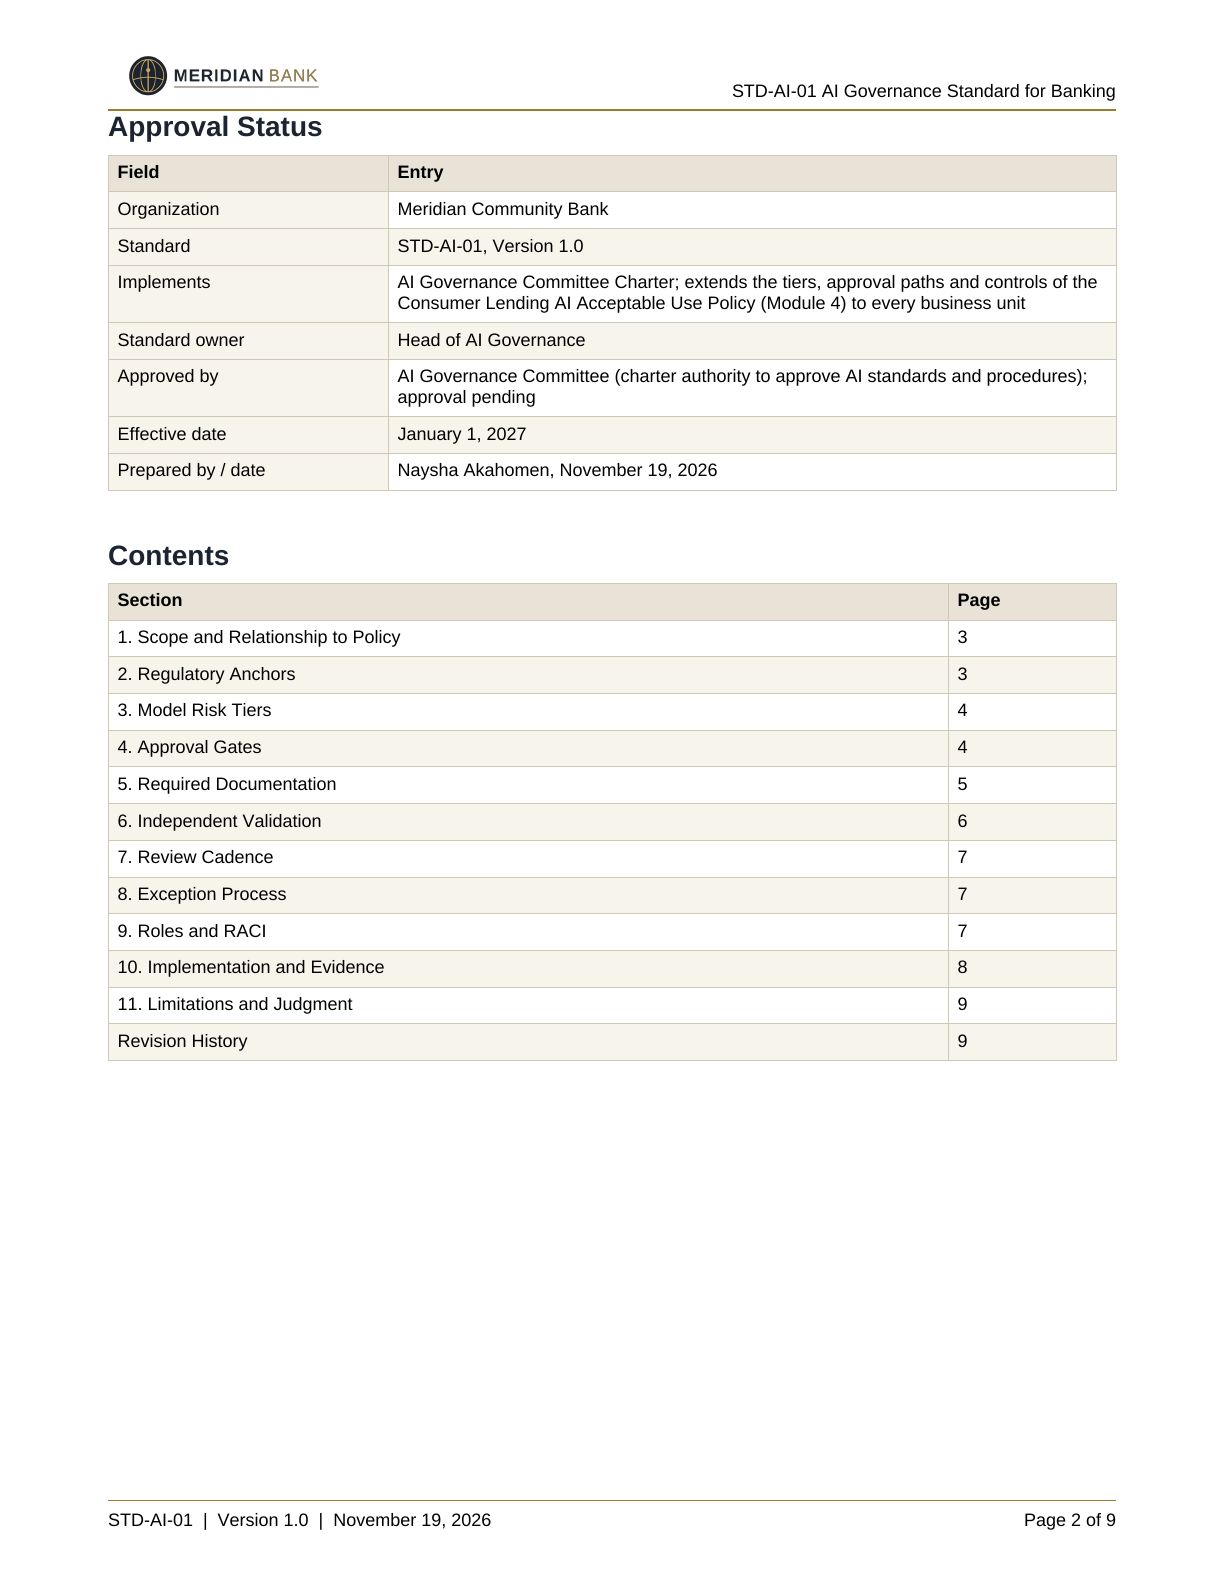 MERIDIAN BANK
STD-AI-01 AI Governance Standard for Banking
Approval Status
Field Entry
Organization Meridian Community Bank
Standard STD-AI-01, Version 1.0
Implements AI Governance Committee Charter; extends the tiers, approval paths and controls of the
Consumer Lending AI Acceptable Use Policy (Module 4) to every business unit
Standard owner Head of AI Governance
Approved by AI Governance Committee (charter authority to approve AI standards and procedures);
approval pending
Effective date January 1, 2027
Prepared by / date Naysha Akahomen, November 19, 2026
Contents
Section Page
1. Scope and Relationship to Policy 3
2. Regulatory Anchors 3
3. Model Risk Tiers 4
4. Approval Gates 4
5. Required Documentation 5
6. Independent Validation 6
7. Review Cadence 7
8. Exception Process 7
9. Roles and RACI 7
10. Implementation and Evidence 8
11. Limitations and Judgment 9
Revision History 9
STD-AI-01 | Version 1.0 | November 19, 2026
Page 2 of 9